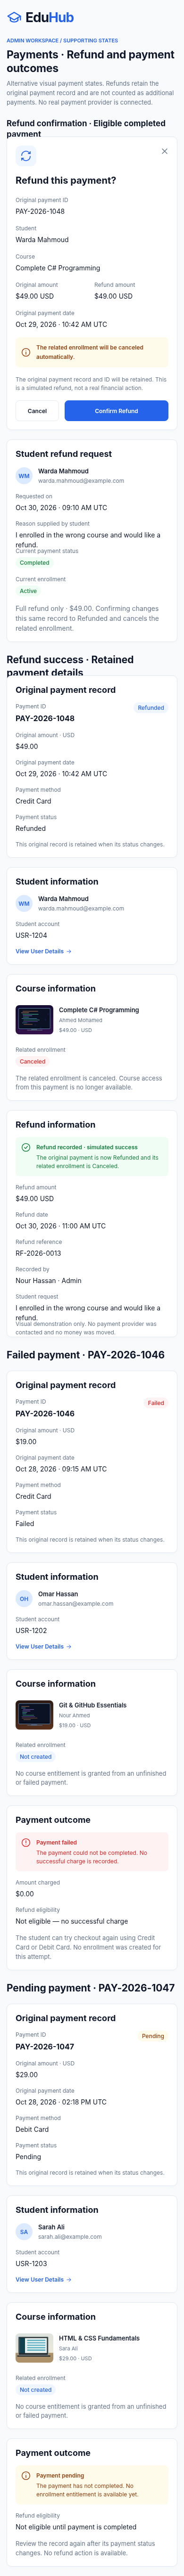 EduHub
ADMIN WORKSPACE / SUPPORTING STATES
Payments · Refund and payment
outcomes
Alternative visual payment states. Refunds retain the
original payment record and are not counted as additional
payments. No real payment provider is connected.
Refund confirmation · Eligible completed
payment
Refund this payment?
Original payment ID
PAY-2026-1048
Student
Warda Mahmoud
Course
Complete C# Programming
Original amount
Refund amount
$49.00 USD
$49.00 USD
Original payment date
Oct 29, 2026 · 10:42 AM UTC
The related enrollment will be canceled
automatically.
The original payment record and ID will be retained. This
is a simulated refund, not a real financial action.
Cancel
Confirm Refund
Student refund request
WM
Warda Mahmoud
warda.mahmoud@example.com
Requested on
Oct 30, 2026 · 09:10 AM UTC
Reason supplied by student
I enrolled in the wrong course and would like a
refund.
Current payment status
Completed
Current enrollment
Active
Full refund only · $49.00. Confirming changes
this same record to Refunded and cancels the
related enrollment.
Refund success · Retained
payment details
Original payment record
Payment ID
Refunded
PAY-2026-1048
Original amount · USD
$49.00
Original payment date
Oct 29, 2026 · 10:42 AM UTC
Payment method
Credit Card
Payment status
Refunded
This original record is retained when its status changes.
Student information
WM
Warda Mahmoud
warda.mahmoud@example.com
Student account
USR-1204
View User Details →
Course information
Complete C# Programming
Ahmed Mohamed
$49.00 · USD
Related enrollment
Canceled
The related enrollment is canceled. Course access
from this payment is no longer available.
Refund information
Refund recorded · simulated success
The original payment is now Refunded and its
related enrollment is Canceled.
Refund amount
$49.00 USD
Refund date
Oct 30, 2026 · 11:00 AM UTC
Refund reference
RF-2026-0013
Recorded by
Nour Hassan · Admin
Student request
I enrolled in the wrong course and would like a
refund.
Visual demonstration only. No payment provider was
contacted and no money was moved.
Failed payment · PAY-2026-1046
Original payment record
Payment ID
Failed
PAY-2026-1046
Original amount · USD
$19.00
Original payment date
Oct 28, 2026 · 09:15 AM UTC
Payment method
Credit Card
Payment status
Failed
This original record is retained when its status changes.
Student information
OH
Omar Hassan
omar.hassan@example.com
Student account
USR-1202
View User Details →
Course information
Git & GitHub Essentials
Nour Ahmed
$19.00 · USD
Related enrollment
Not created
No course entitlement is granted from an unfinished
or failed payment.
Payment outcome
Payment failed
The payment could not be completed. No
successful charge is recorded.
Amount charged
$0.00
Refund eligibility
Not eligible — no successful charge
The student can try checkout again using Credit
Card or Debit Card. No enrollment was created for
this attempt.
Pending payment · PAY-2026-1047
Original payment record
Payment ID
Pending
PAY-2026-1047
Original amount · USD
$29.00
Original payment date
Oct 28, 2026 · 02:18 PM UTC
Payment method
Debit Card
Payment status
Pending
This original record is retained when its status changes.
Student information
SA
Sarah Ali
sarah.ali@example.com
Student account
USR-1203
View User Details →
Course information
HTML & CSS Fundamentals
Sara Ali
$29.00 · USD
Related enrollment
Not created
No course entitlement is granted from an unfinished
or failed payment.
Payment outcome
Payment pending
The payment has not completed. No
enrollment entitlement is available yet.
Refund eligibility
Not eligible until payment is completed
Review the record again after its payment status
changes. No refund action is available.